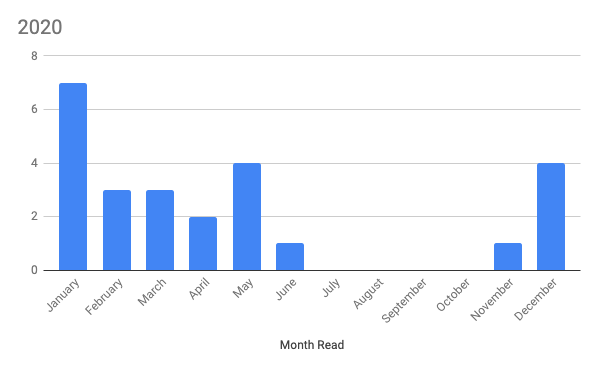 2020
8
6
4
2
0
January
February
March
April
May
June
July
August
September
October
November
December
Month Read